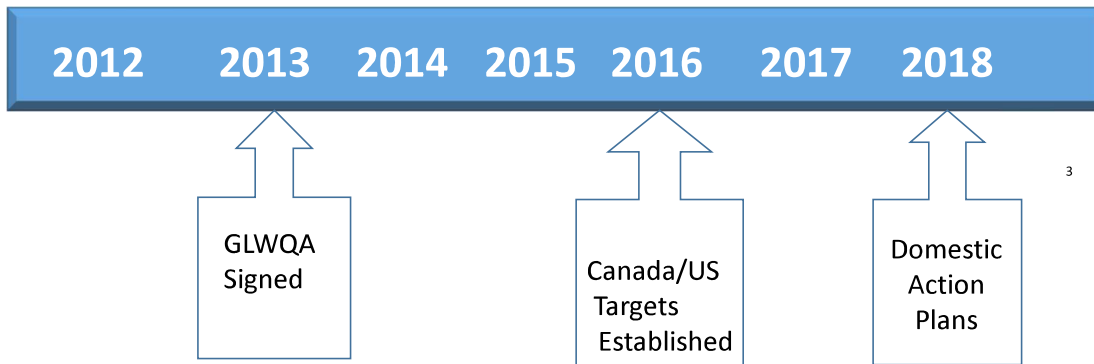 2012 2013 2014 2015 2016 2017 2018
3
GLWQA
Signed
Canada/US
Targets
Established
Domestic
Action
Plans